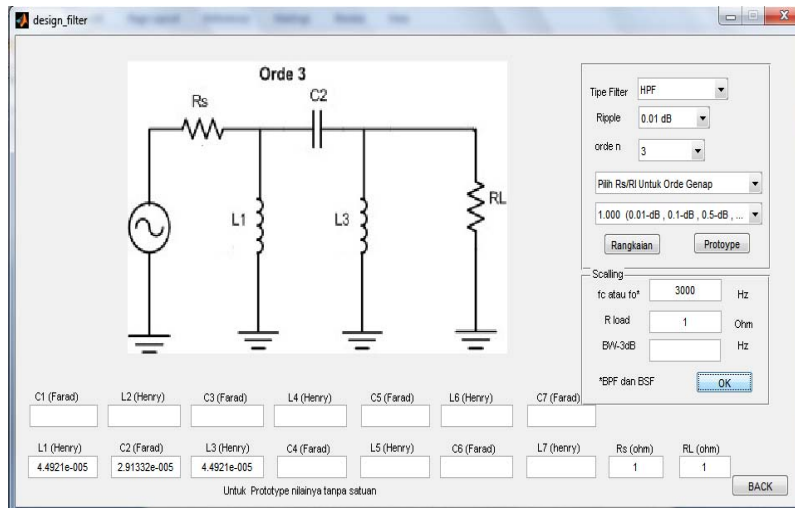 design_filter
Orde 3
Rs
C2
L1
L3
RL
Tipe Filter HPF
Ripple 0.01 dB
orde n 3
Pilih Rs/Rl Untuk Orde Genap
1.000 (0.01-dB , 0.1-dB , 0.5-dB , ...
Rangkaian Protoype
Scalling
fc atau fo* 3000 Hz
R load 1 Ohm
BW-3dB Hz
*BPF dan BSF OK
C1 (Farad) L2 (Henry) C3 (Farad) L4 (Henry) C5 (Farad) L6 (Henry) C7 (Farad)
L1 (Henry) C2 (Farad) L3 (Henry) C4 (Farad) L5 (Henry) C6 (Farad) L7 (henry) Rs (ohm) RL (ohm)
4.4921e-005 2.91332e-005 4.4921e-005 1 1
Untuk Prototype nilainya tanpa satuan
BACK